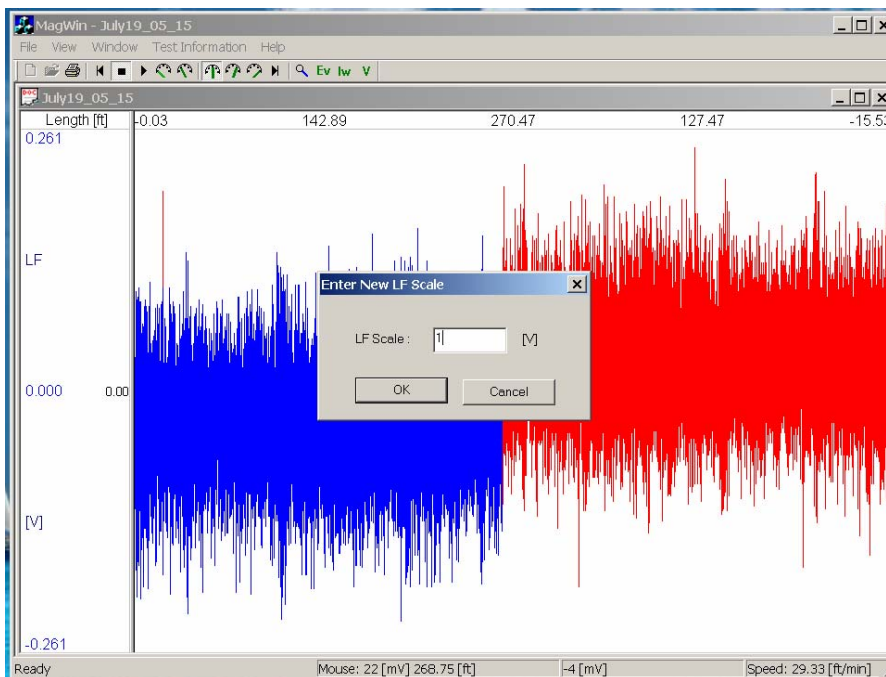 MagWin - July19_05_15
File View Window Test Information Help
Ev Iw V
July19_05_15
Length [ft] -0.03 142.89 270.47 127.47 -15.53
0.261
LF
Enter New LF Scale
LF Scale : 1 [V]
OK Cancel
0.000 0.00
[V]
-0.261
Ready Mouse: 22 [mV] 268.75 [ft] -4 [mV] Speed: 29.33 [ft/min]